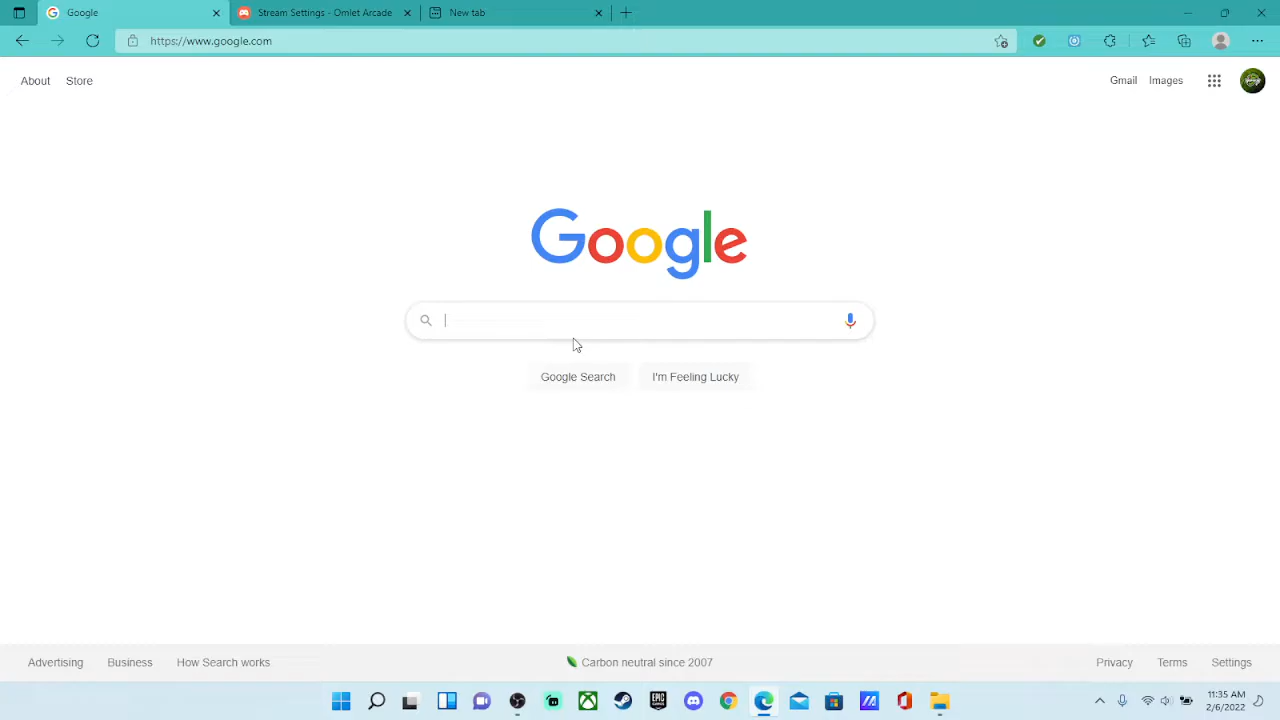 Google
Stream Settings - Omlet Arcade
New tab
https://www.google.com
About
Store
Gmail
Images
Google
Google Search
I'm Feeling Lucky
Advertising
Business
How Search works
Carbon neutral since 2007
Privacy
Terms
Settings
EPIC
GAMES
11:35 AM
2/6/2022